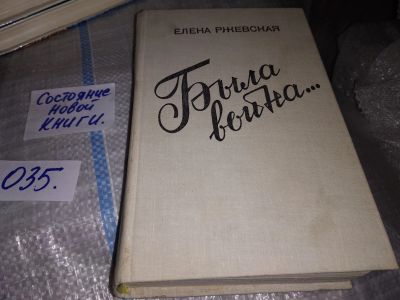 ЕЛЕНА РЖЕВСКАЯ
Была
война...
Состояние
новой
КНИГИ.
035.